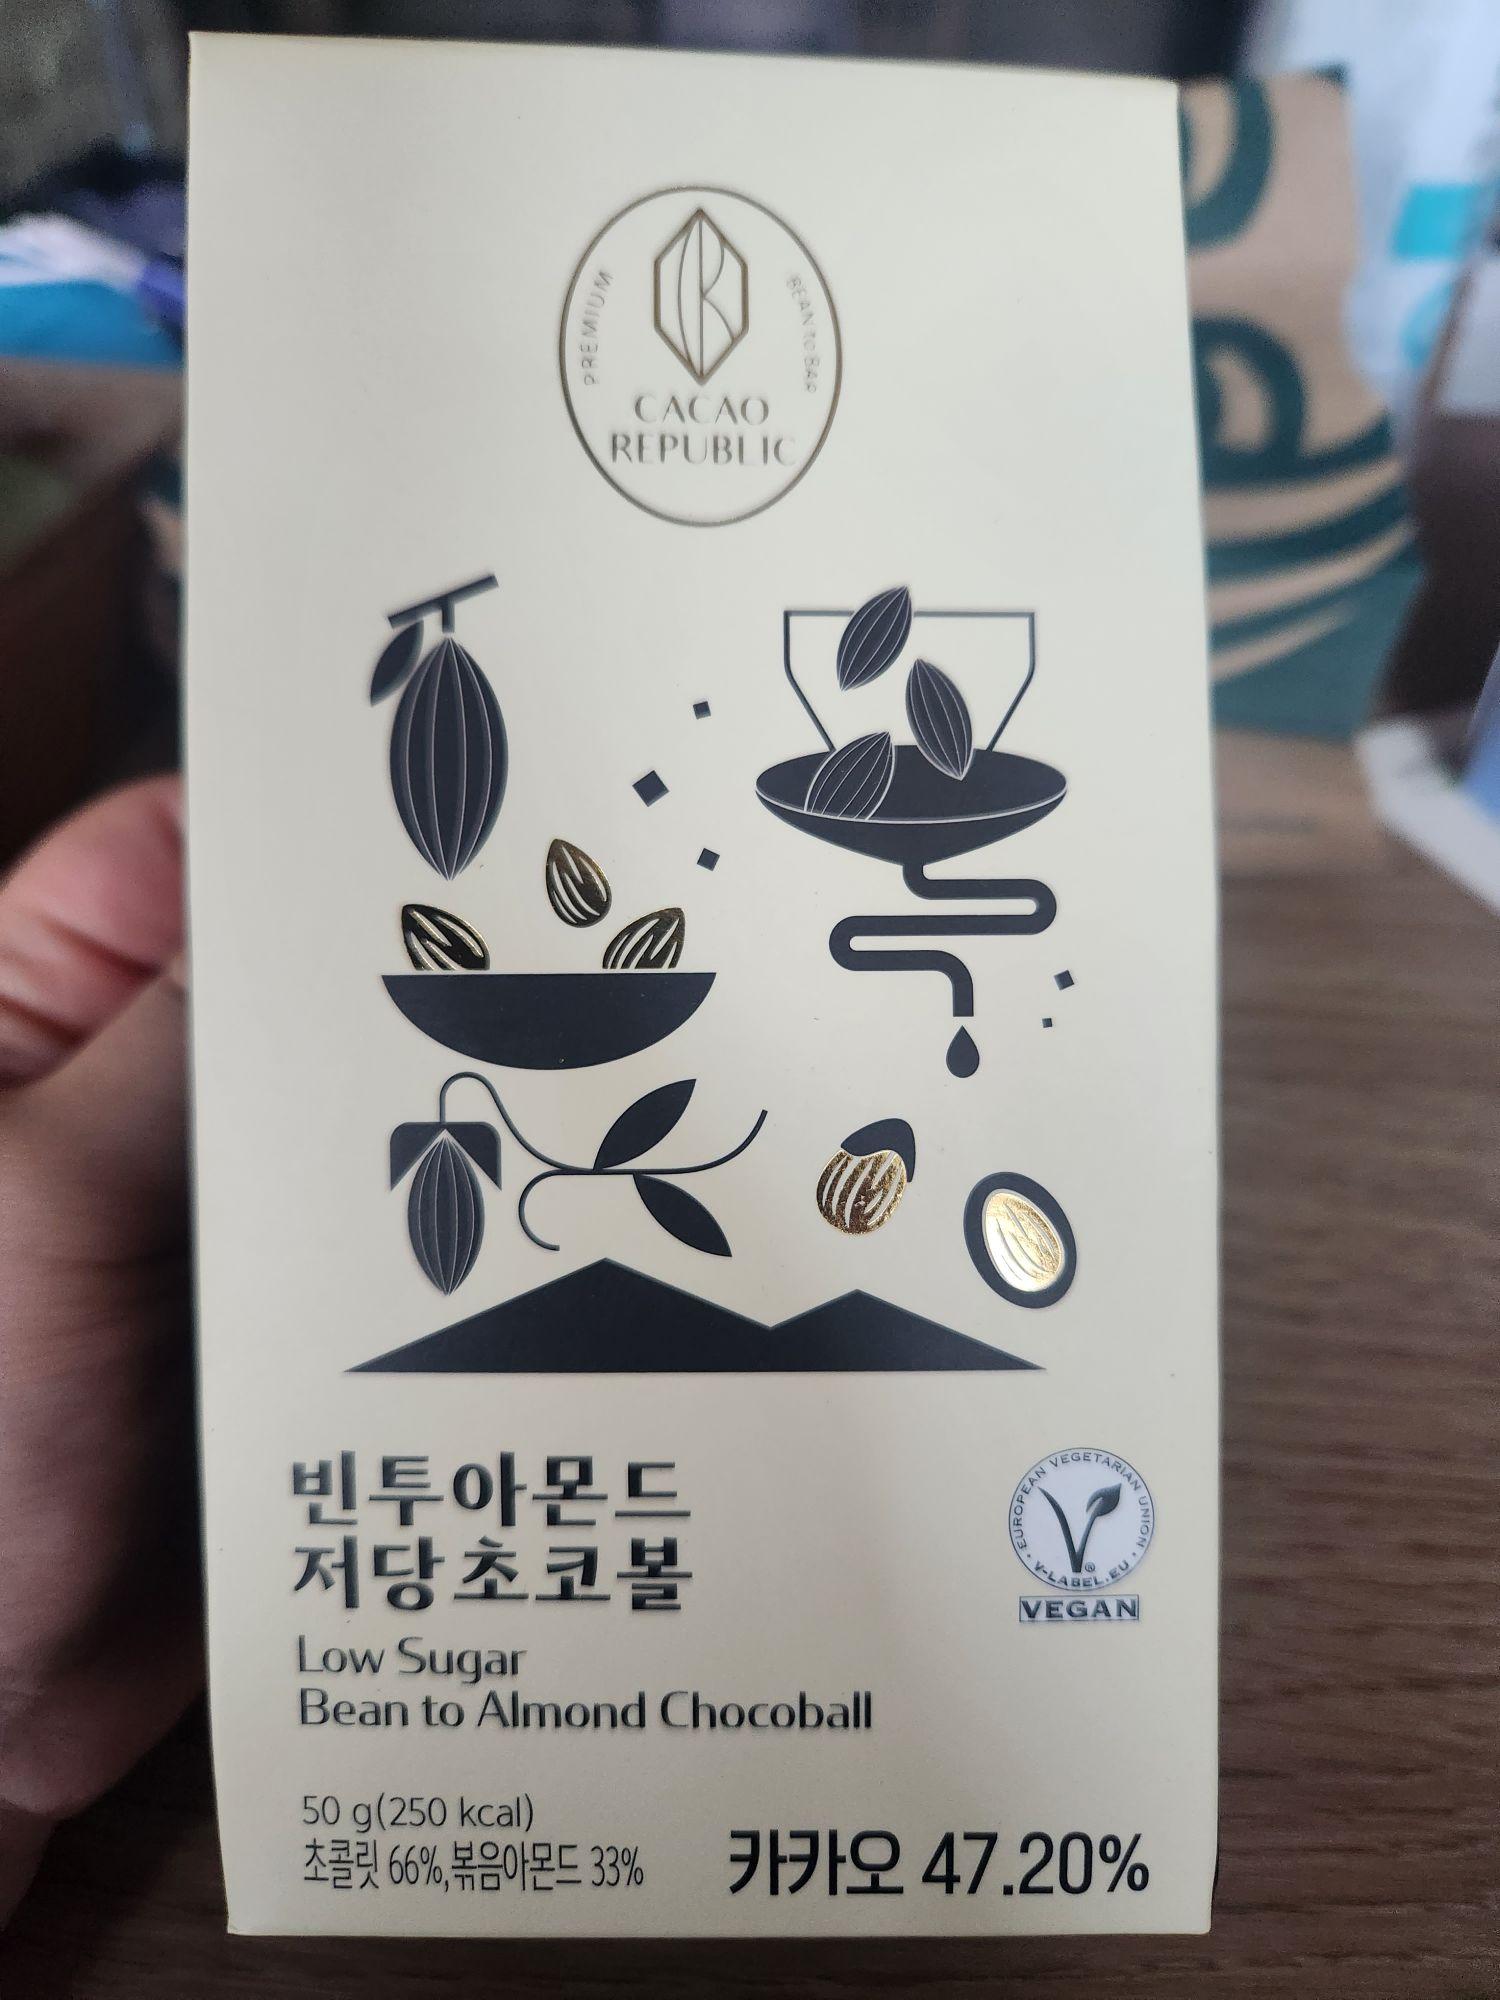 PREMIUM
BEAN to BAR
CACAO
REPUBLIC
빈투아몬드
저당초코볼
Low Sugar
Bean to Almond Chocoball
EUROPEAN VEGETARIAN UNION
V-LABEL.EU
®
VEGAN
50 g(250 kcal)
초콜릿 66%,볶음아몬드 33%
카카오 47.20%